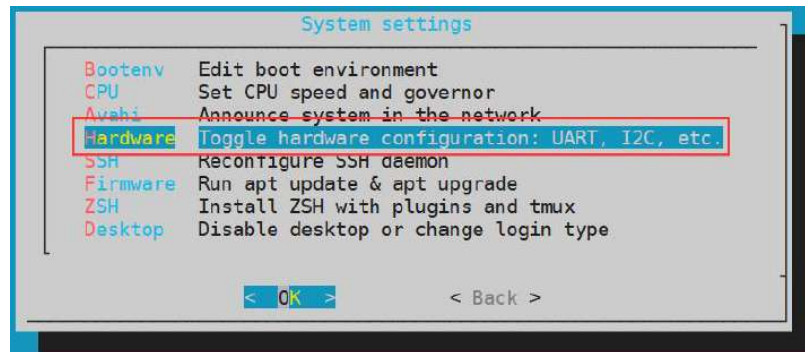 System settings
Bootenv Edit boot environment
CPU Set CPU speed and governor
Avahi Announce system in the network
Hardware Toggle hardware configuration: UART, I2C, etc.
SSH Reconfigure SSH daemon
Firmware Run apt update & apt upgrade
ZSH Install ZSH with plugins and tmux
Desktop Disable desktop or change login type
< OK > < Back >